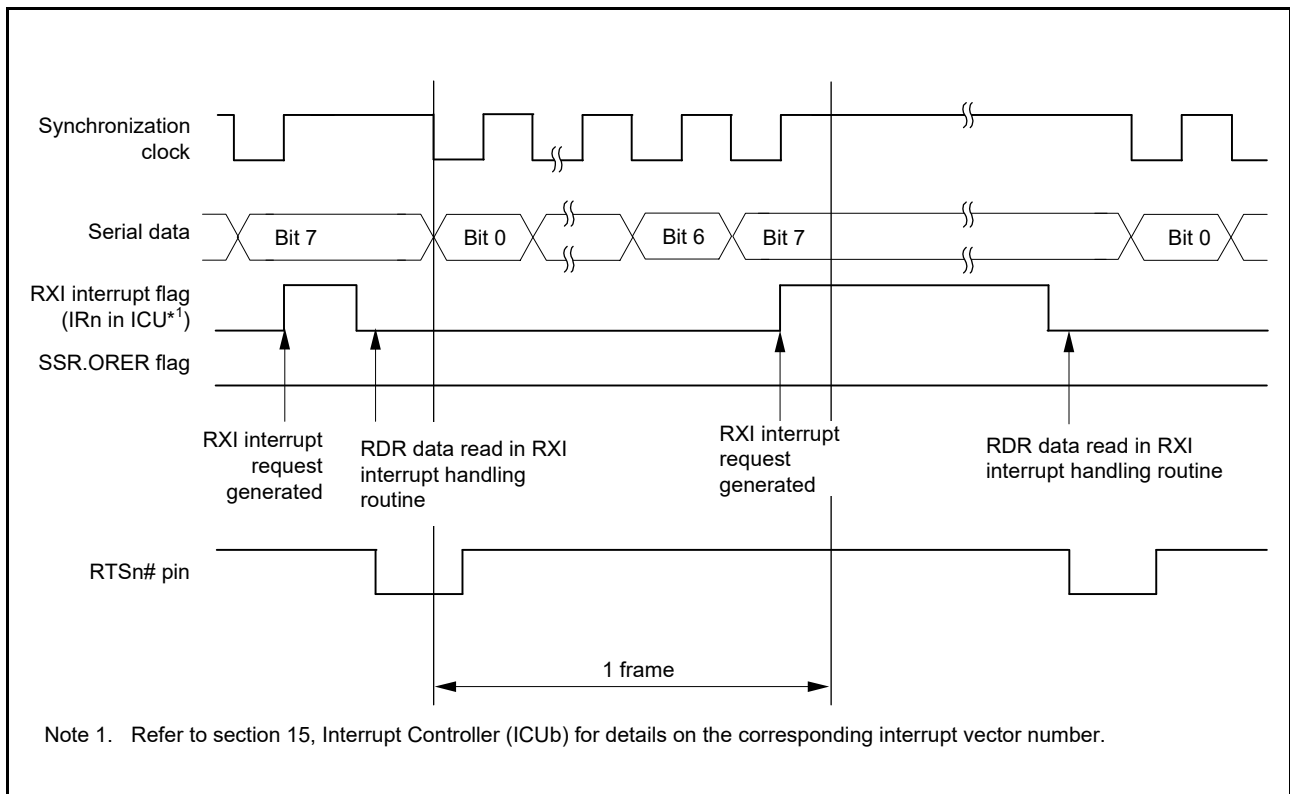 Synchronization
clock
Serial data
Bit 7
Bit 0
Bit 6
Bit 7
Bit 0
RXI interrupt flag
(IRn in ICU*1)
SSR.ORER flag
RXI interrupt
request
generated
RDR data read in RXI
interrupt handling
routine
RXI interrupt
request
generated
RDR data read in RXI
interrupt handling routine
RTSn# pin
1 frame
Note 1. Refer to section 15, Interrupt Controller (ICUb) for details on the corresponding interrupt vector number.